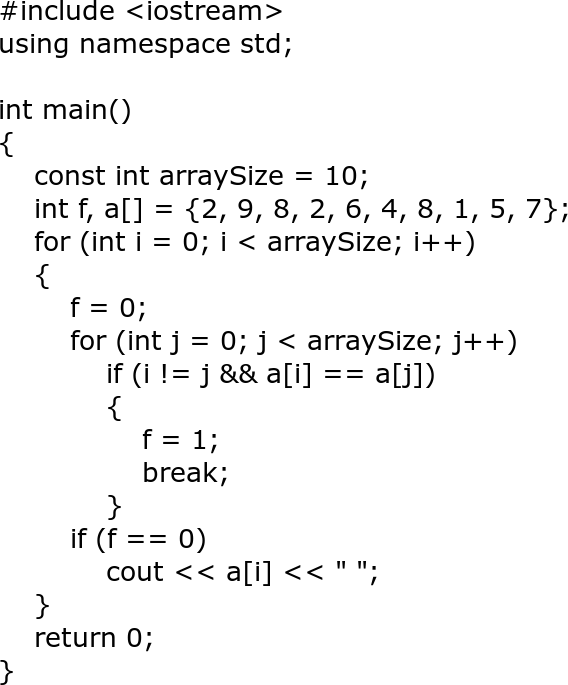 #include <iostream>
using namespace std;

int main()
{
    const int arraySize = 10;
    int f, a[] = {2, 9, 8, 2, 6, 4, 8, 1, 5, 7};
    for (int i = 0; i < arraySize; i++)
    {
        f = 0;
        for (int j = 0; j < arraySize; j++)
            if (i != j && a[i] == a[j])
            {
                f = 1;
                break;
            }
        if (f == 0)
            cout << a[i] << " ";
    }
    return 0;
}